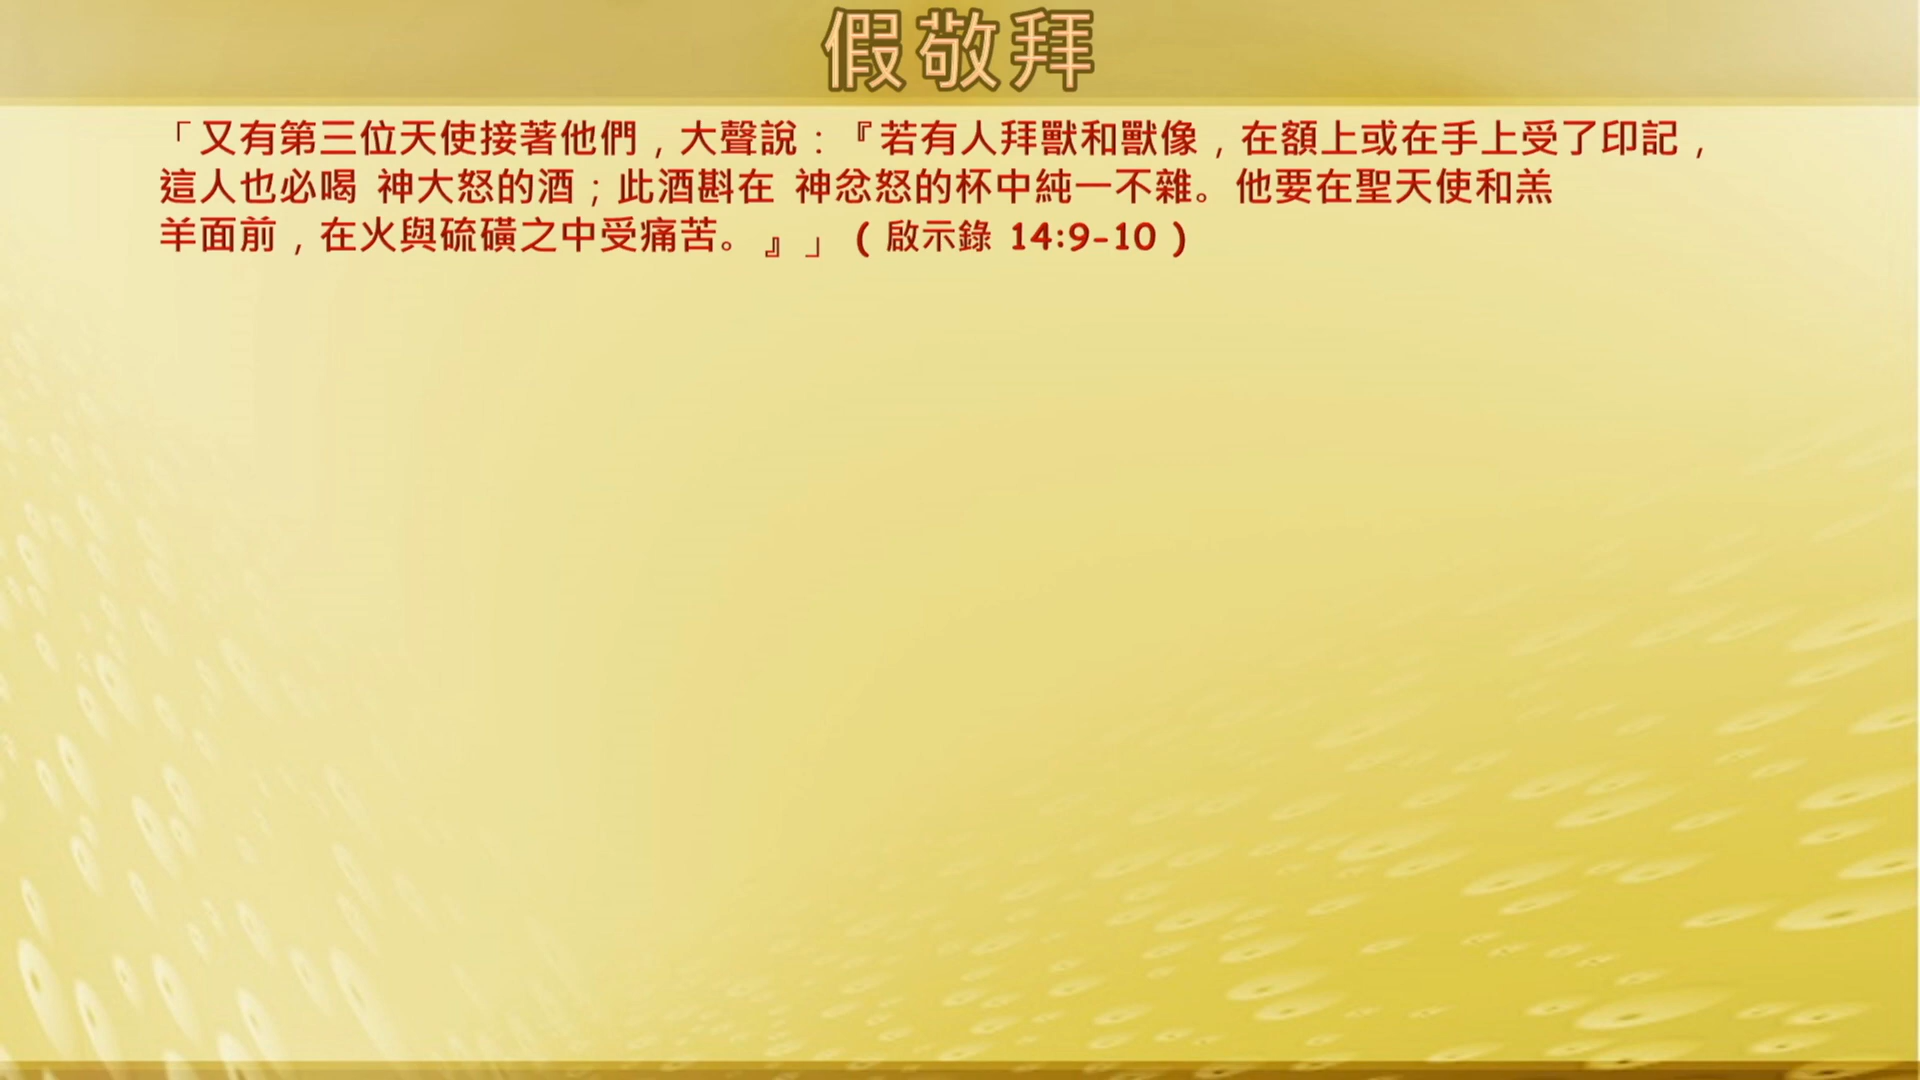 假敬拜
「又有第三位天使接著他們，大聲說：『若有人拜獸和獸像，在額上或在手上受了印記，
這人也必喝 神大怒的酒；此酒斟在 神忿怒的杯中純一不雜。他要在聖天使和羔
羊面前，在火與硫磺之中受痛苦。』」（啟示錄 14:9-10）